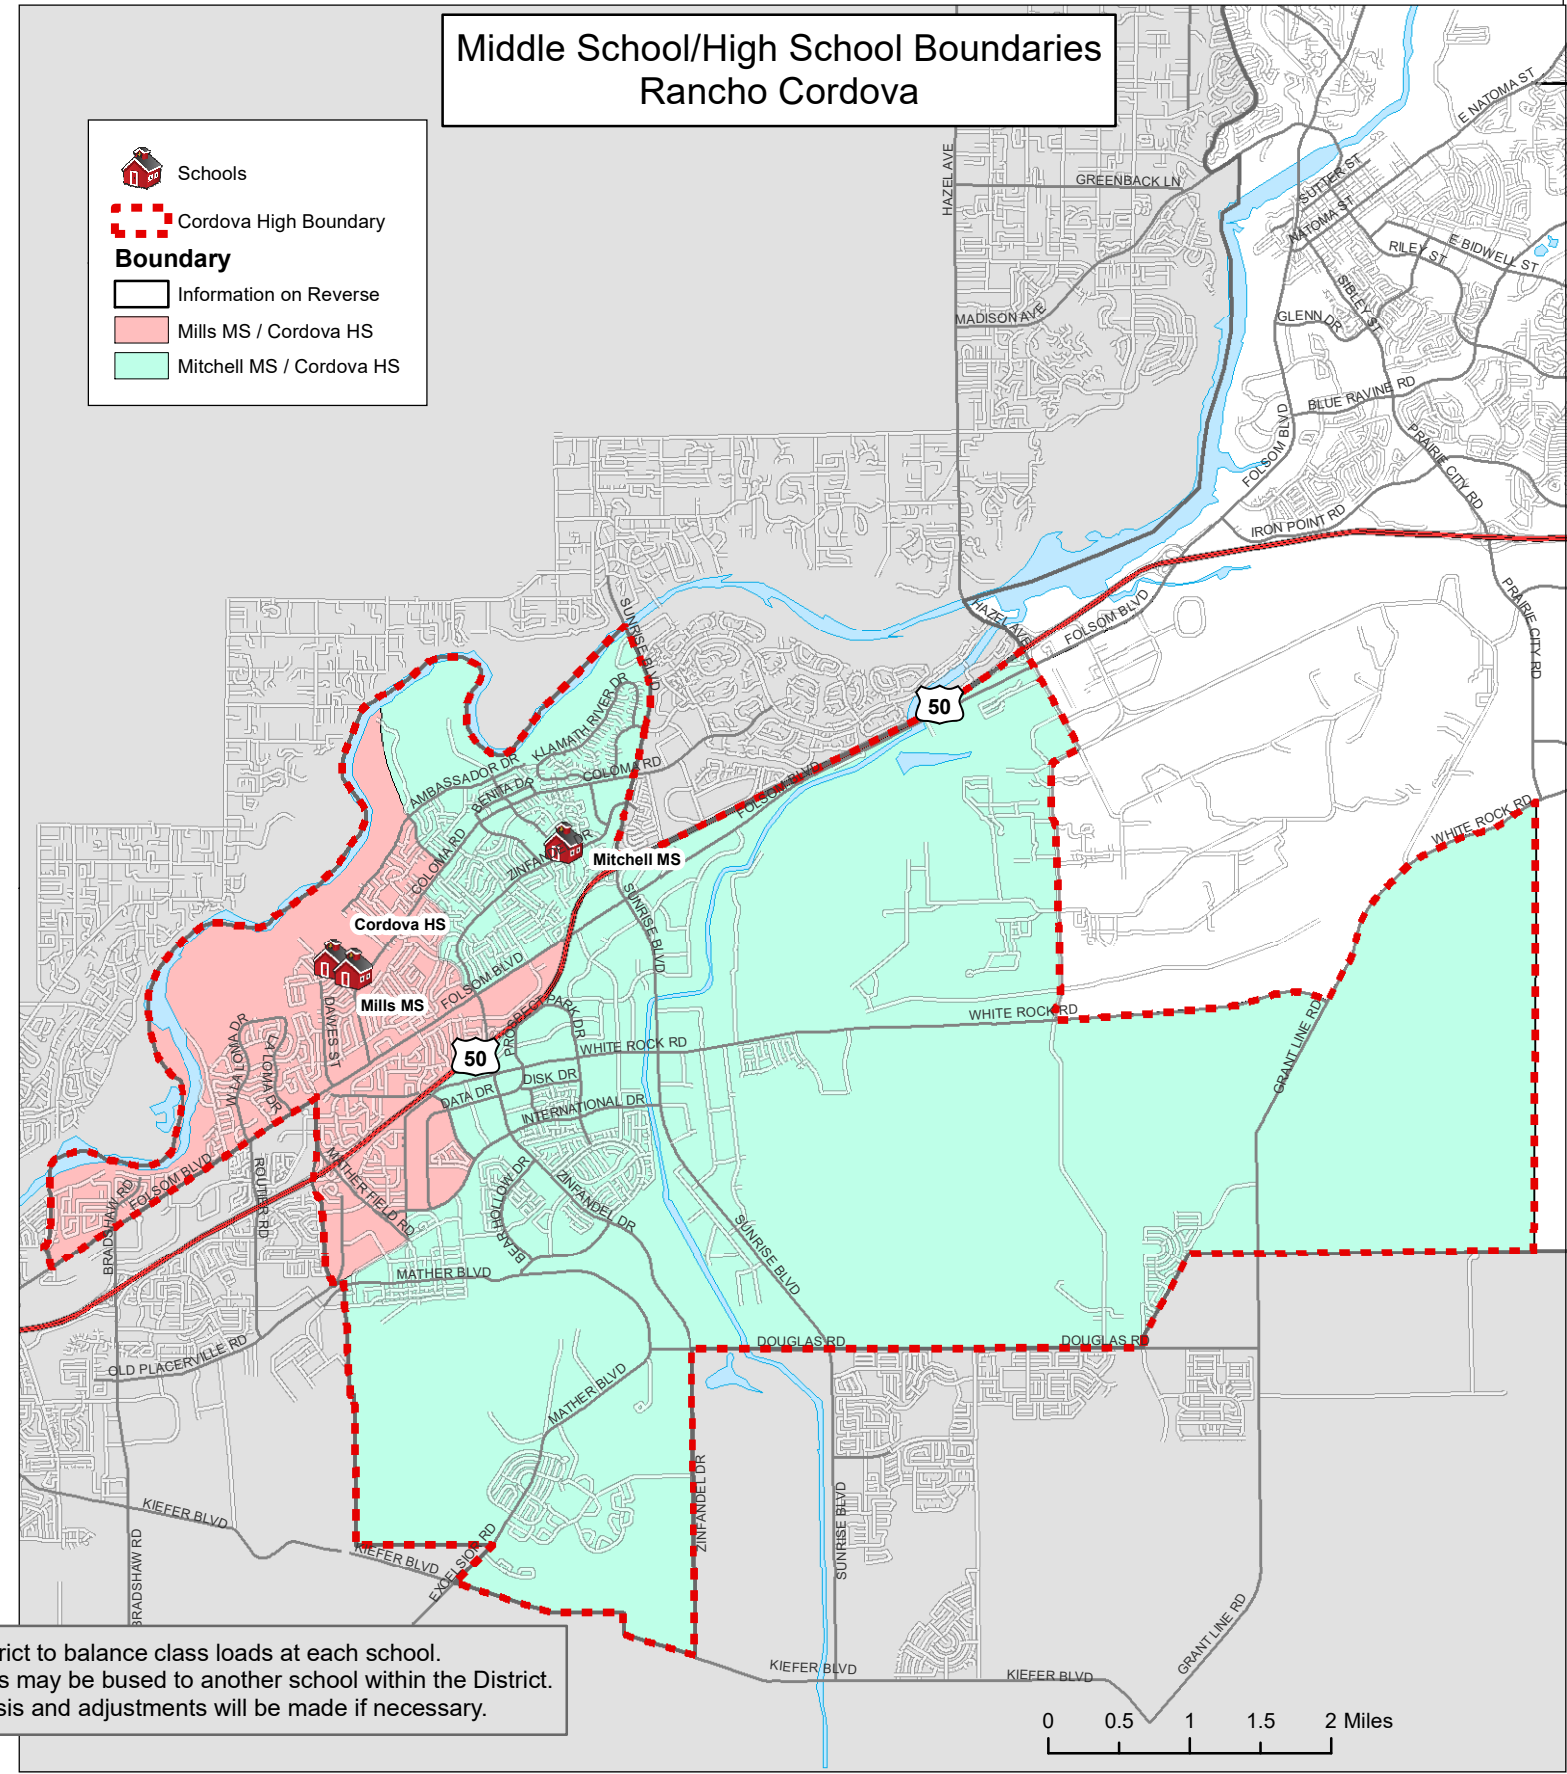 Middle School/High School Boundaries
Rancho Cordova
Schools
Cordova High Boundary
Boundary
Information on Reverse
Mills MS / Cordova HS
Mitchell MS / Cordova HS
E NATOMA ST
HAZEL AVE
GREENBACK LN
SUTTER ST
NATOMA ST
RILEY ST
E BIDWELL ST
SIBLEY ST
MADISON AVE
GLENN DR
BLUE RAVINE RD
FOLSOM BLVD
PRAIRIE CITY RD
IRON POINT RD
PRAIRIE CITY RD
HAZEL AVE
FOLSOM BLVD
SUNRISE BLVD
KLAMATH RIVER DR
50
AMBASSADOR DR
COLOMA RD
BENITA DR
FOLSOM BLVD
WHITE ROCK RD
COLOMA RD
ZINFANDEL DR
Mitchell MS
SUNRISE BLVD
Cordova HS
FOLSOM BLVD
Mills MS
W LA LOMA DR
LA LOMA DR
DAWES ST
PROSPECT PARK DR
50
WHITE ROCK RD
WHITE ROCK RD
GRANT LINE RD
DISK DR
DATA DR
INTERNATIONAL DR
FOLSOM BLVD
BRADSHAW RD
ROUTIER RD
MATHER FIELD RD
BEAR HOLLOW DR
ZINFANDEL DR
SUNRISE BLVD
MATHER BLVD
DOUGLAS RD
DOUGLAS RD
OLD PLACERVILLE RD
MATHER BLVD
ZINFANDEL DR
SUNRISE BLVD
KIEFER BLVD
BRADSHAW RD
KIEFER BLVD
EXCELSIOR RD
GRANT LINE RD
KIEFER BLVD
KIEFER BLVD
rict to balance class loads at each school.
s may be bused to another school within the District.
sis and adjustments will be made if necessary.
0 0.5 1 1.5 2 Miles